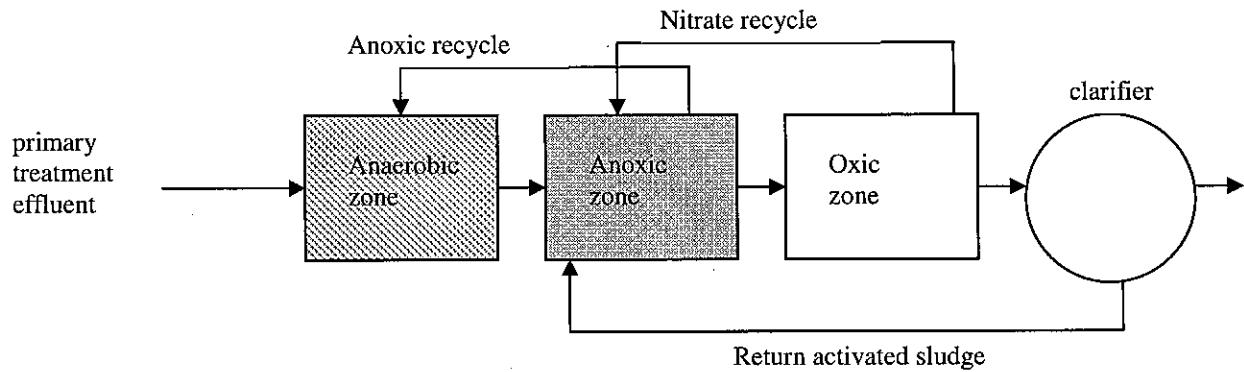 Nitrate recycle
Anoxic recycle
clarifier
primary
treatment
effluent
Anaerobic
zone
Anoxic
zone
Oxic
zone
Return activated sludge